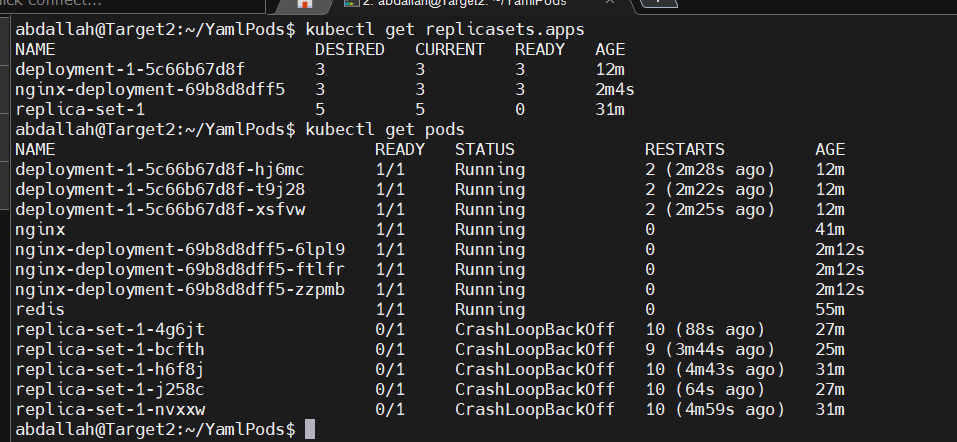 2. abdallah@Target2: ~/YamlPods
abdallah@Target2:~/YamlPods$ kubectl get replicasets.apps
NAME DESIRED CURRENT READY AGE
deployment-1-5c66b67d8f 3 3 3 12m
nginx-deployment-69b8d8dff5 3 3 3 2m4s
replica-set-1 5 5 0 31m
abdallah@Target2:~/YamlPods$ kubectl get pods
NAME READY STATUS RESTARTS AGE
deployment-1-5c66b67d8f-hj6mc 1/1 Running 2 (2m28s ago) 12m
deployment-1-5c66b67d8f-t9j28 1/1 Running 2 (2m22s ago) 12m
deployment-1-5c66b67d8f-xsfvw 1/1 Running 2 (2m25s ago) 12m
nginx 1/1 Running 0 41m
nginx-deployment-69b8d8dff5-6lpl9 1/1 Running 0 2m12s
nginx-deployment-69b8d8dff5-ftlfr 1/1 Running 0 2m12s
nginx-deployment-69b8d8dff5-zzpmb 1/1 Running 0 2m12s
redis 1/1 Running 0 55m
replica-set-1-4g6jt 0/1 CrashLoopBackOff 10 (88s ago) 27m
replica-set-1-bcfth 0/1 CrashLoopBackOff 9 (3m44s ago) 25m
replica-set-1-h6f8j 0/1 CrashLoopBackOff 10 (4m43s ago) 31m
replica-set-1-j258c 0/1 CrashLoopBackOff 10 (64s ago) 27m
replica-set-1-nvxxw 0/1 CrashLoopBackOff 10 (4m59s ago) 31m
abdallah@Target2:~/YamlPods$